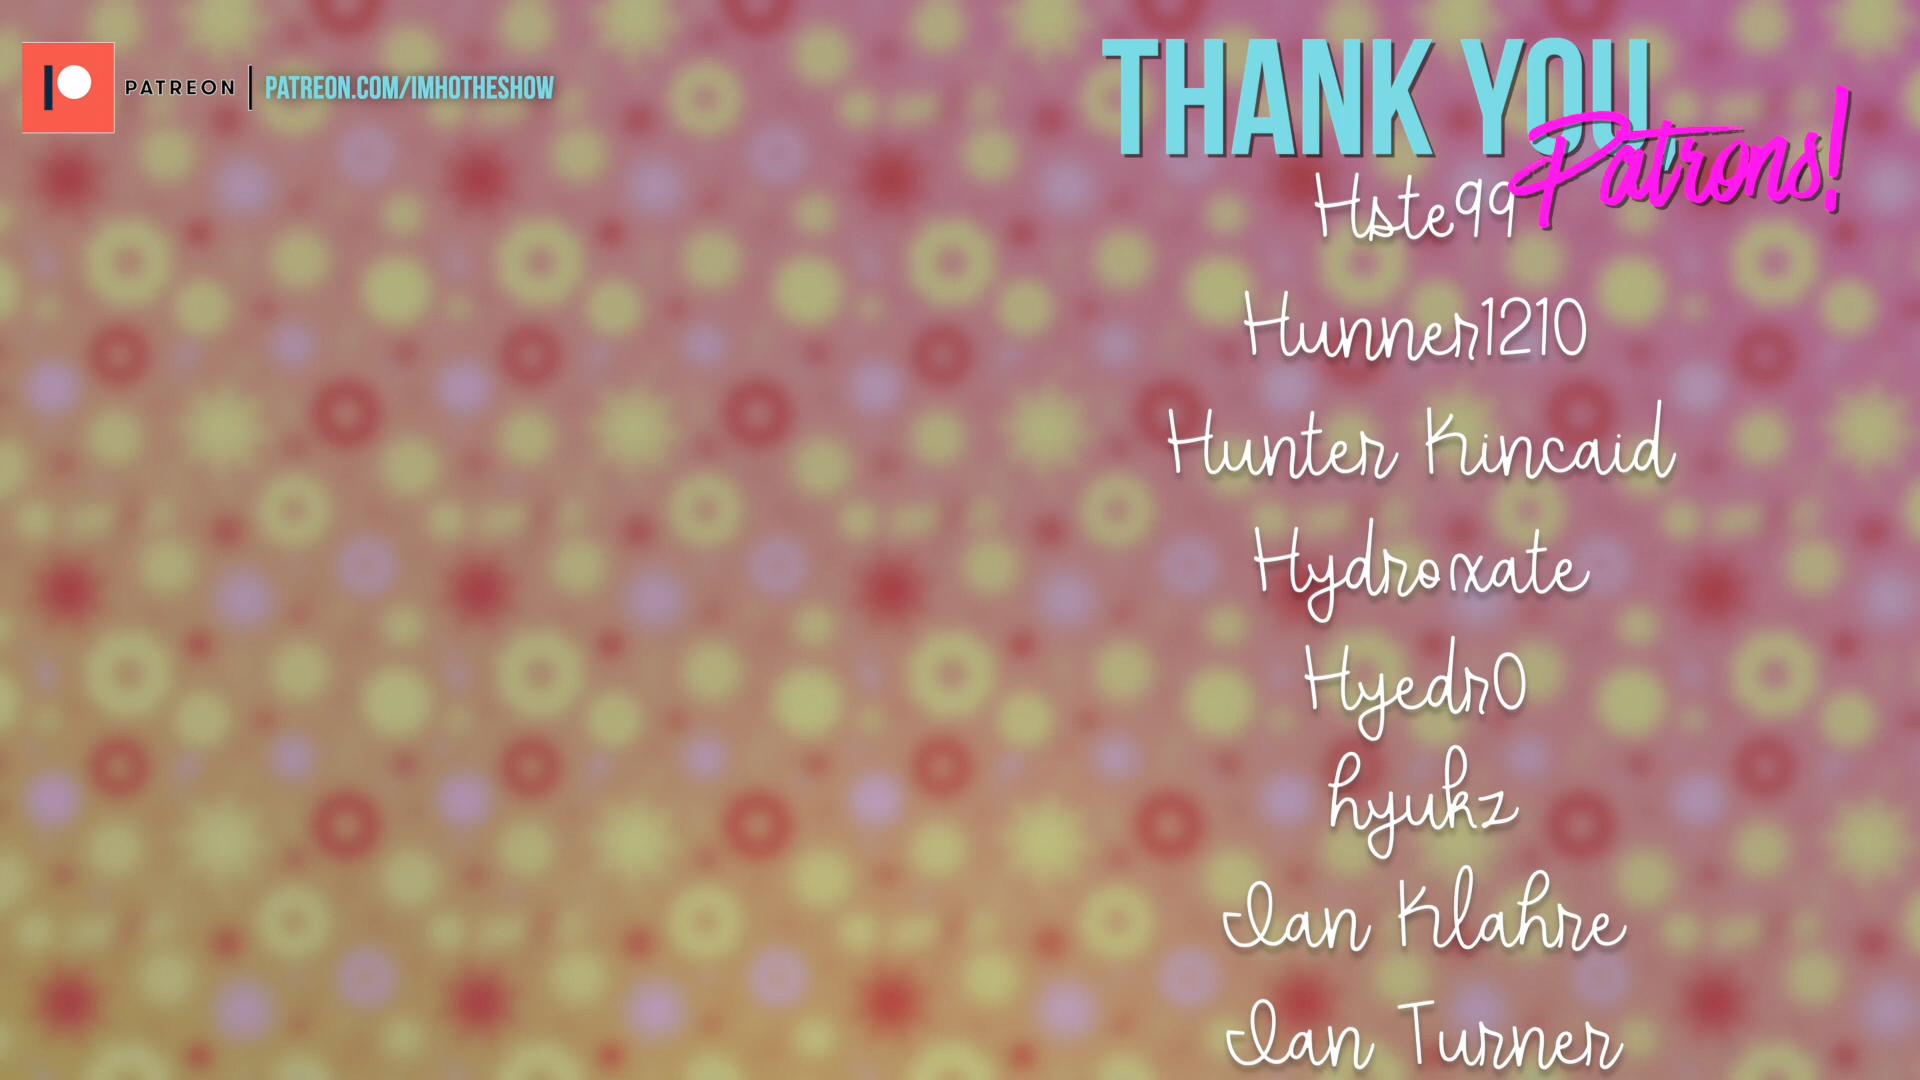 PATREON | PATREON.COM/IMHOTHESHOW
THANK YOU,
Patrons!
Hste99
Hunner1210
Hunter Kincaid
Hydroxate
Hyedr0
hyukz
Ian Klahre
Ian Turner